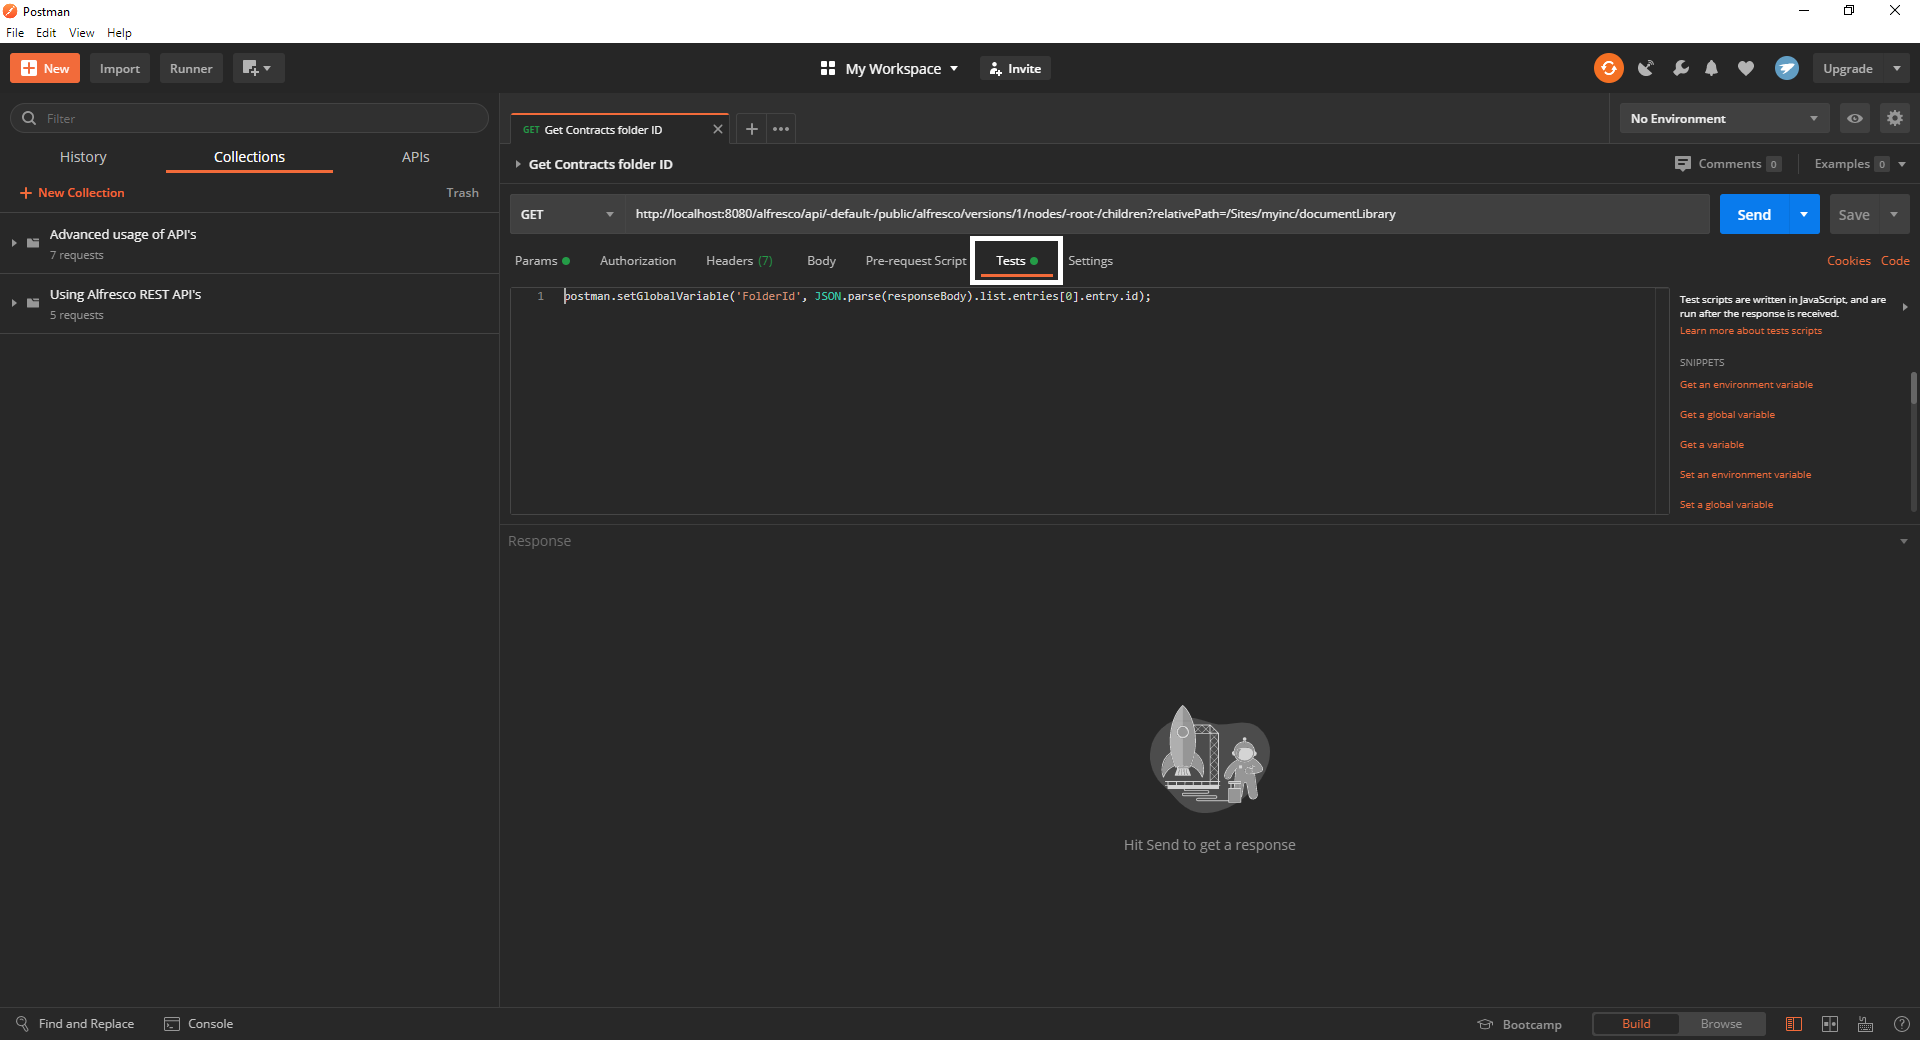 Postman
File Edit View Help
New Import Runner My Workspace Invite Upgrade
Filter
History Collections APIs
New Collection Trash
Advanced usage of API's
7 requests
Using Alfresco REST API's
5 requests
GET Get Contracts folder ID
No Environment
Get Contracts folder ID
Comments 0 Examples 0
GET http://localhost:8080/alfresco/api/-default-/public/alfresco/versions/1/nodes/-root-/children?relativePath=/Sites/myinc/documentLibrary Send Save
Params Authorization Headers (7) Body Pre-request Script Tests Settings Cookies Code
1 postman.setGlobalVariable('FolderId', JSON.parse(responseBody).list.entries[0].entry.id);
Test scripts are written in JavaScript, and are
run after the response is received.
Learn more about tests scripts
SNIPPETS
Get an environment variable
Get a global variable
Get a variable
Set an environment variable
Set a global variable
Response
Hit Send to get a response
Find and Replace Console Bootcamp Build Browse